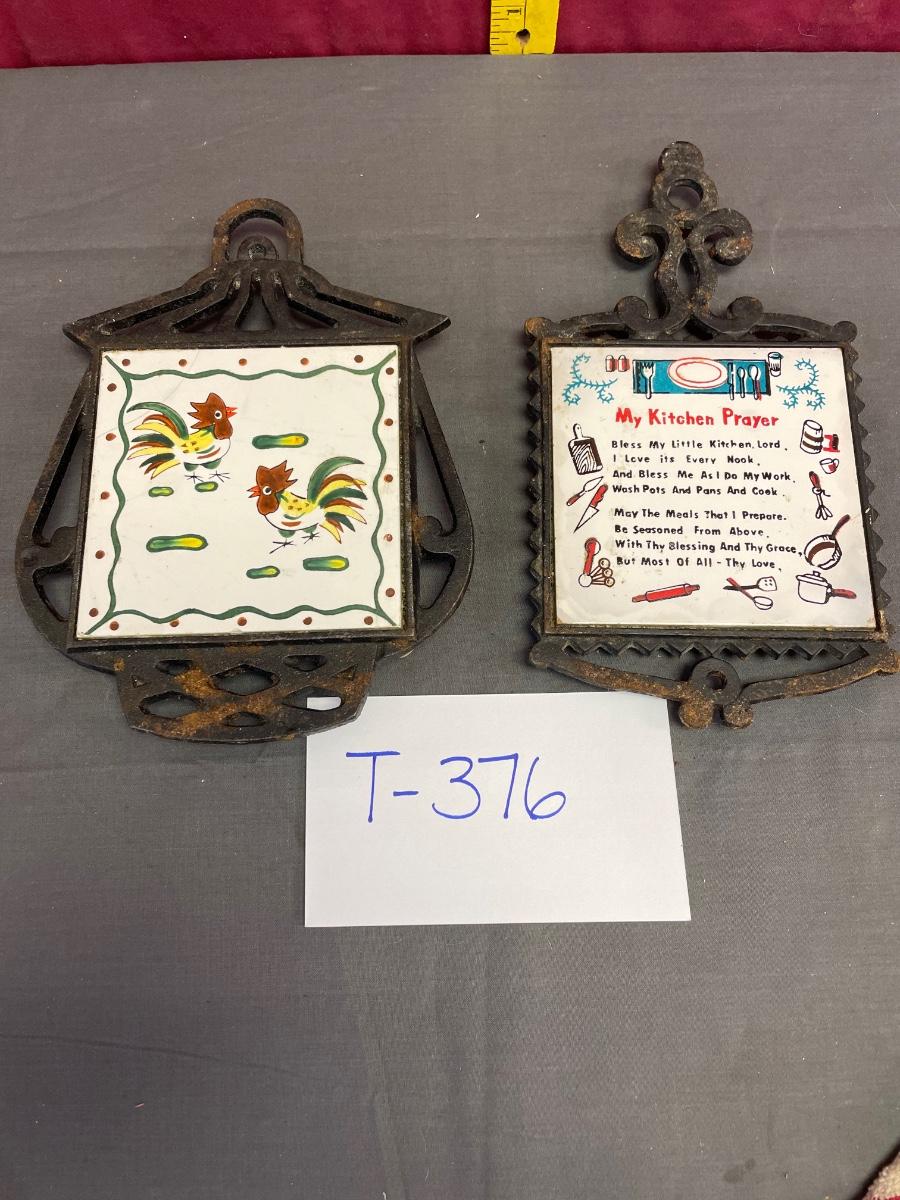 My Kitchen Prayer
Bless My Little Kitchen, Lord.
I Love its Every Nook,
And Bless Me As I Do My Work,
Wash Pots And Pans And Cook.
May The Meals That I Prepare.
Be Seasoned From Above,
With Thy Blessing And Thy Grace,
But Most Of All - Thy Love.
T-376